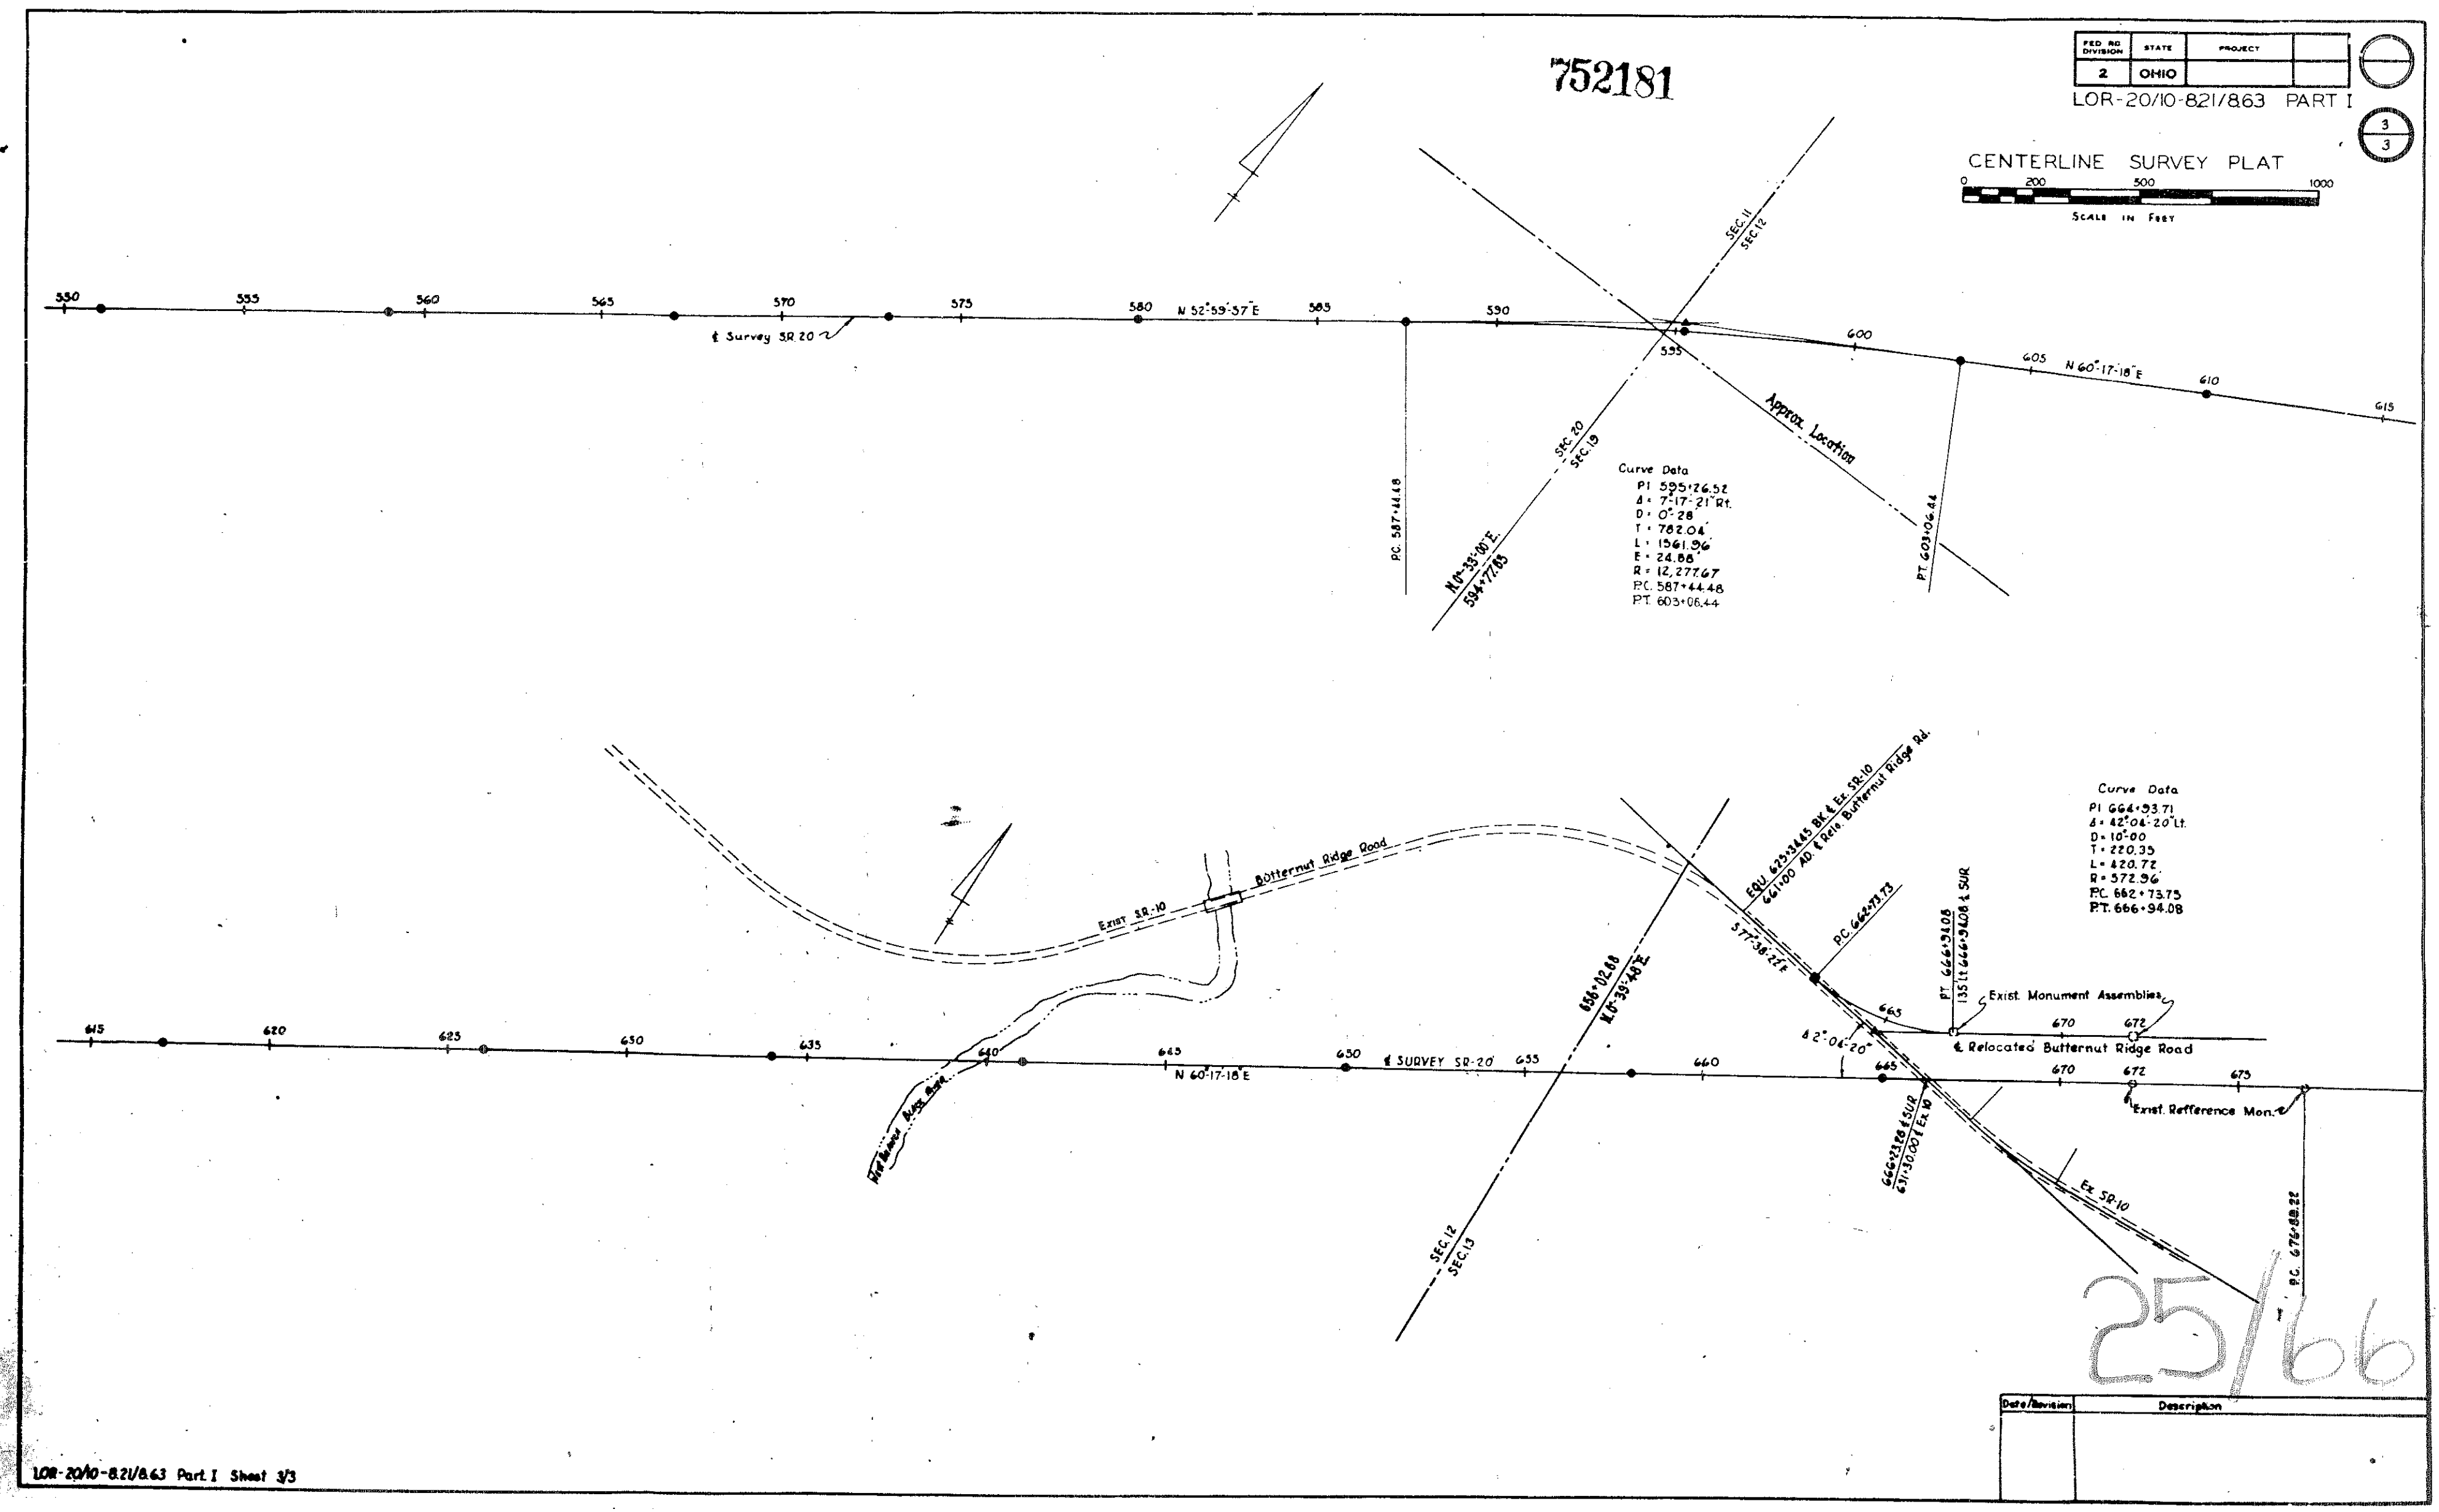 752181
FED RD DIVISION STATE PROJECT
2 OHIO
LOR-20/10-8.21/8.63 PART I
3
3
CENTERLINE SURVEY PLAT
0 200 500 1000
SCALE IN FEET
SEC. 11
SEC. 12
550 555 560 565 570 575 580 N 52°-59'-37"E 585 590
℄ Survey S.R. 20
595
600
605 N 60°-17'-18"E 610
615
Approx. Location
SEC. 20
SEC. 19
P.C. 587+44.48
N.0°-33'-00"E.
594+77.83
P.T. 603+06.44
Curve Data
PI 595+26.52
Δ = 7°-17'-21" Rt.
D = 0°-28'
T = 782.04'
L = 1561.96'
E = 24.88'
R = 12,277.67
P.C. 587+44.48
P.T. 603+06.44
EQU. 625+34.45 BK. ℄ Ex. SR-10
661+00 AD. ℄ Relo. Butternut Ridge Rd.
Curve Data
PI 664+93.71
Δ = 42°-04'-20" Lt.
D = 10°-00
T = 220.35
L = 420.72
R = 572.96'
P.C. 662+73.73
P.T. 666+94.08
Butternut Ridge Road
Exist S.R.-10
S 77°-38'-22"E
P.C. 662+73.73
P.T. 666+94.08
135' Lt 666+94.08 ℄ SUR
Exist. Monument Assemblies
656+02.88
N.0°-39'-48"E.
Δ 2°-04'-20"
665
670 672
℄ Relocated Butternut Ridge Road
615 620 625 630 635 640 645 650 ℄ SURVEY SR-20 655 660 665 670 672 675
N 60°-17'-18"E
West Branch Black River
Exist. Refference Mon.
666+23.28 ℄ SUR
631+30.00 ℄ Ex. 10
Ex. SR-10
P.C. 676+88.22
SEC. 12
SEC. 13
25/66
Date/Revision Description
LOR-20/10-8.21/8.63 Part I Sheet 3/3